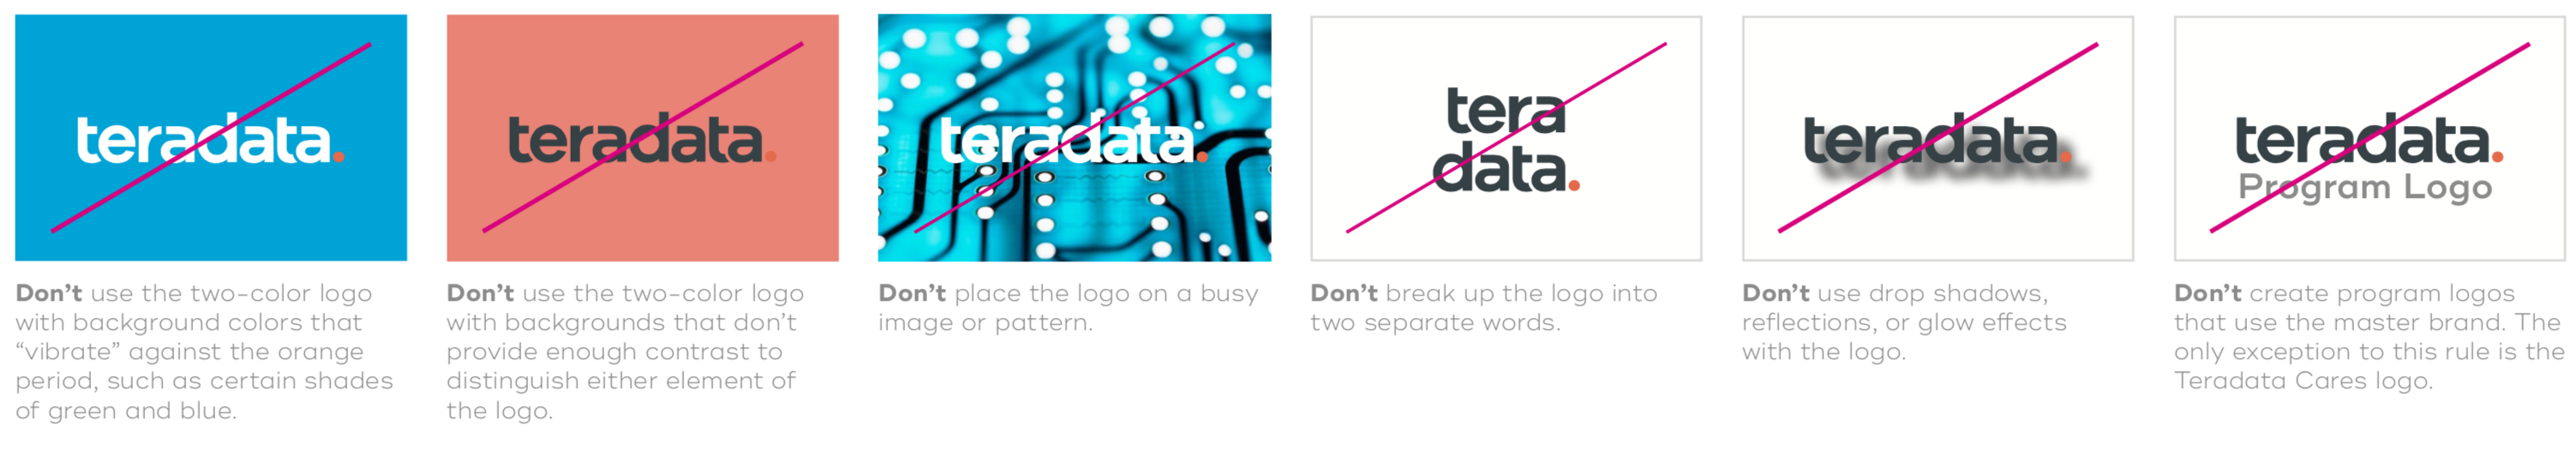 teradata.
Don't use the two-color logo
with background colors that
“vibrate” against the orange
period, such as certain shades
of green and blue.
teradata.
Don't use the two-color logo
with backgrounds that don't
provide enough contrast to
distinguish either element of
the logo.
teradata.
Don't place the logo on a busy
image or pattern.
tera
data.
Don't break up the logo into
two separate words.
teradata.
Don't use drop shadows,
reflections, or glow effects
with the logo.
teradata.
Program Logo
Don't create program logos
that use the master brand. The
only exception to this rule is the
Teradata Cares logo.